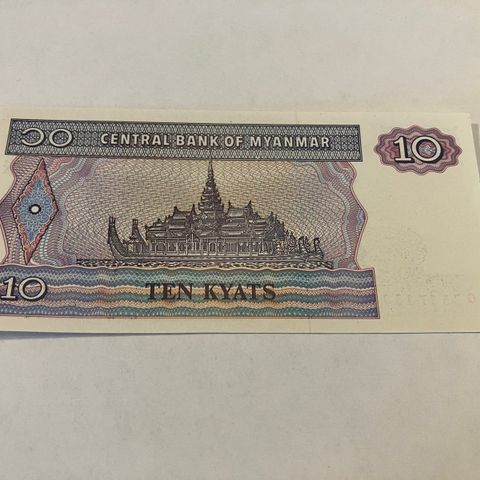 ၁၀ CENTRAL BANK OF MYANMAR
10
10
TEN KYATS